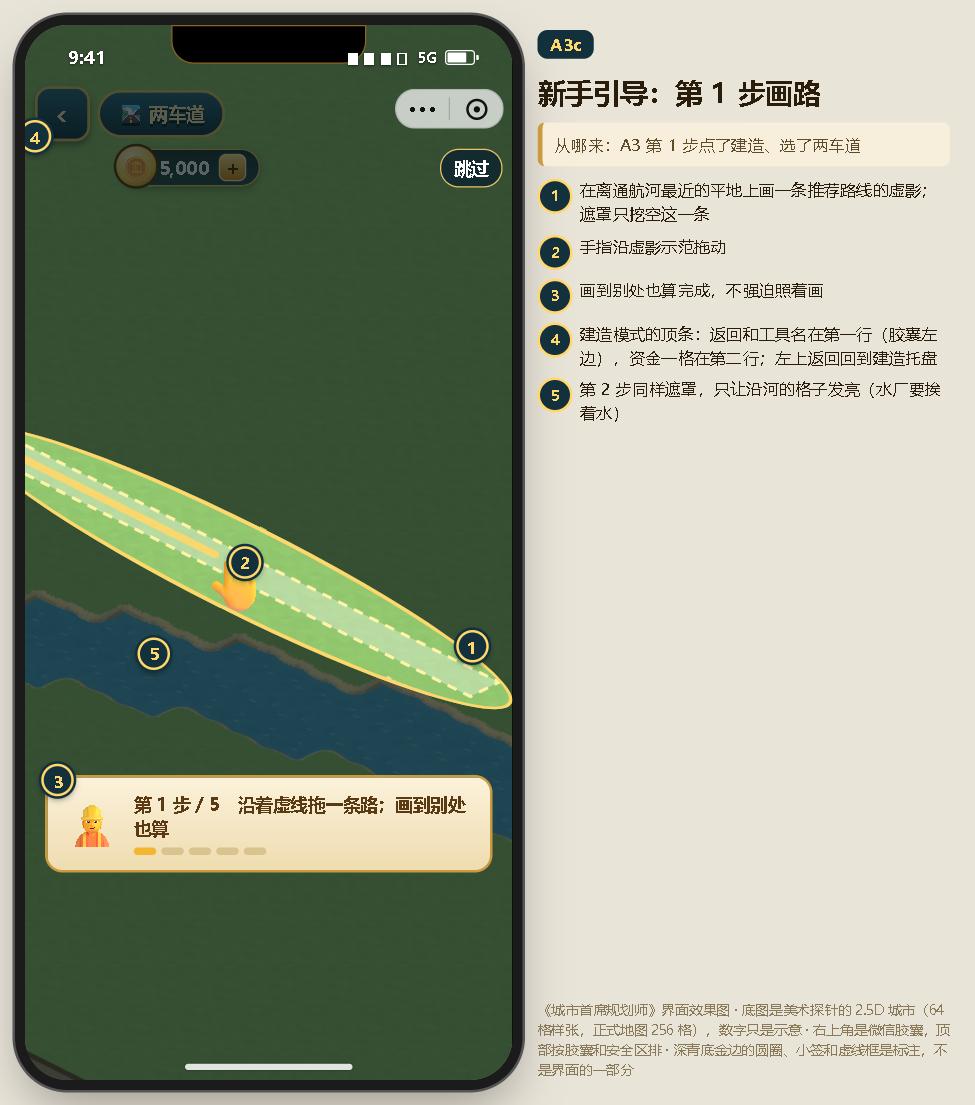 9:41
5G
两车道
4
5,000
+
跳过
2
1
5
3
第 1 步 / 5 沿着虚线拖一条路；画到别处
也算
A3c
新手引导：第 1 步画路
从哪来：A3 第 1 步点了建造、选了两车道
1 在离通航河最近的平地上画一条推荐路线的虚影；
遮罩只挖空这一条
2 手指沿虚影示范拖动
3 画到别处也算完成，不强迫照着画
4 建造模式的顶条：返回和工具名在第一行（胶囊左
边），资金一格在第二行；左上返回回到建造托盘
5 第 2 步同样遮罩，只让沿河的格子发亮（水厂要挨
着水）
《城市首席规划师》界面效果图 · 底图是美术探针的 2.5D 城市（64
格样张，正式地图 256 格），数字只是示意 · 右上角是微信胶囊，顶
部按胶囊和安全区排 · 深青底金边的圆圈、小签和虚线框是标注，不
是界面的一部分